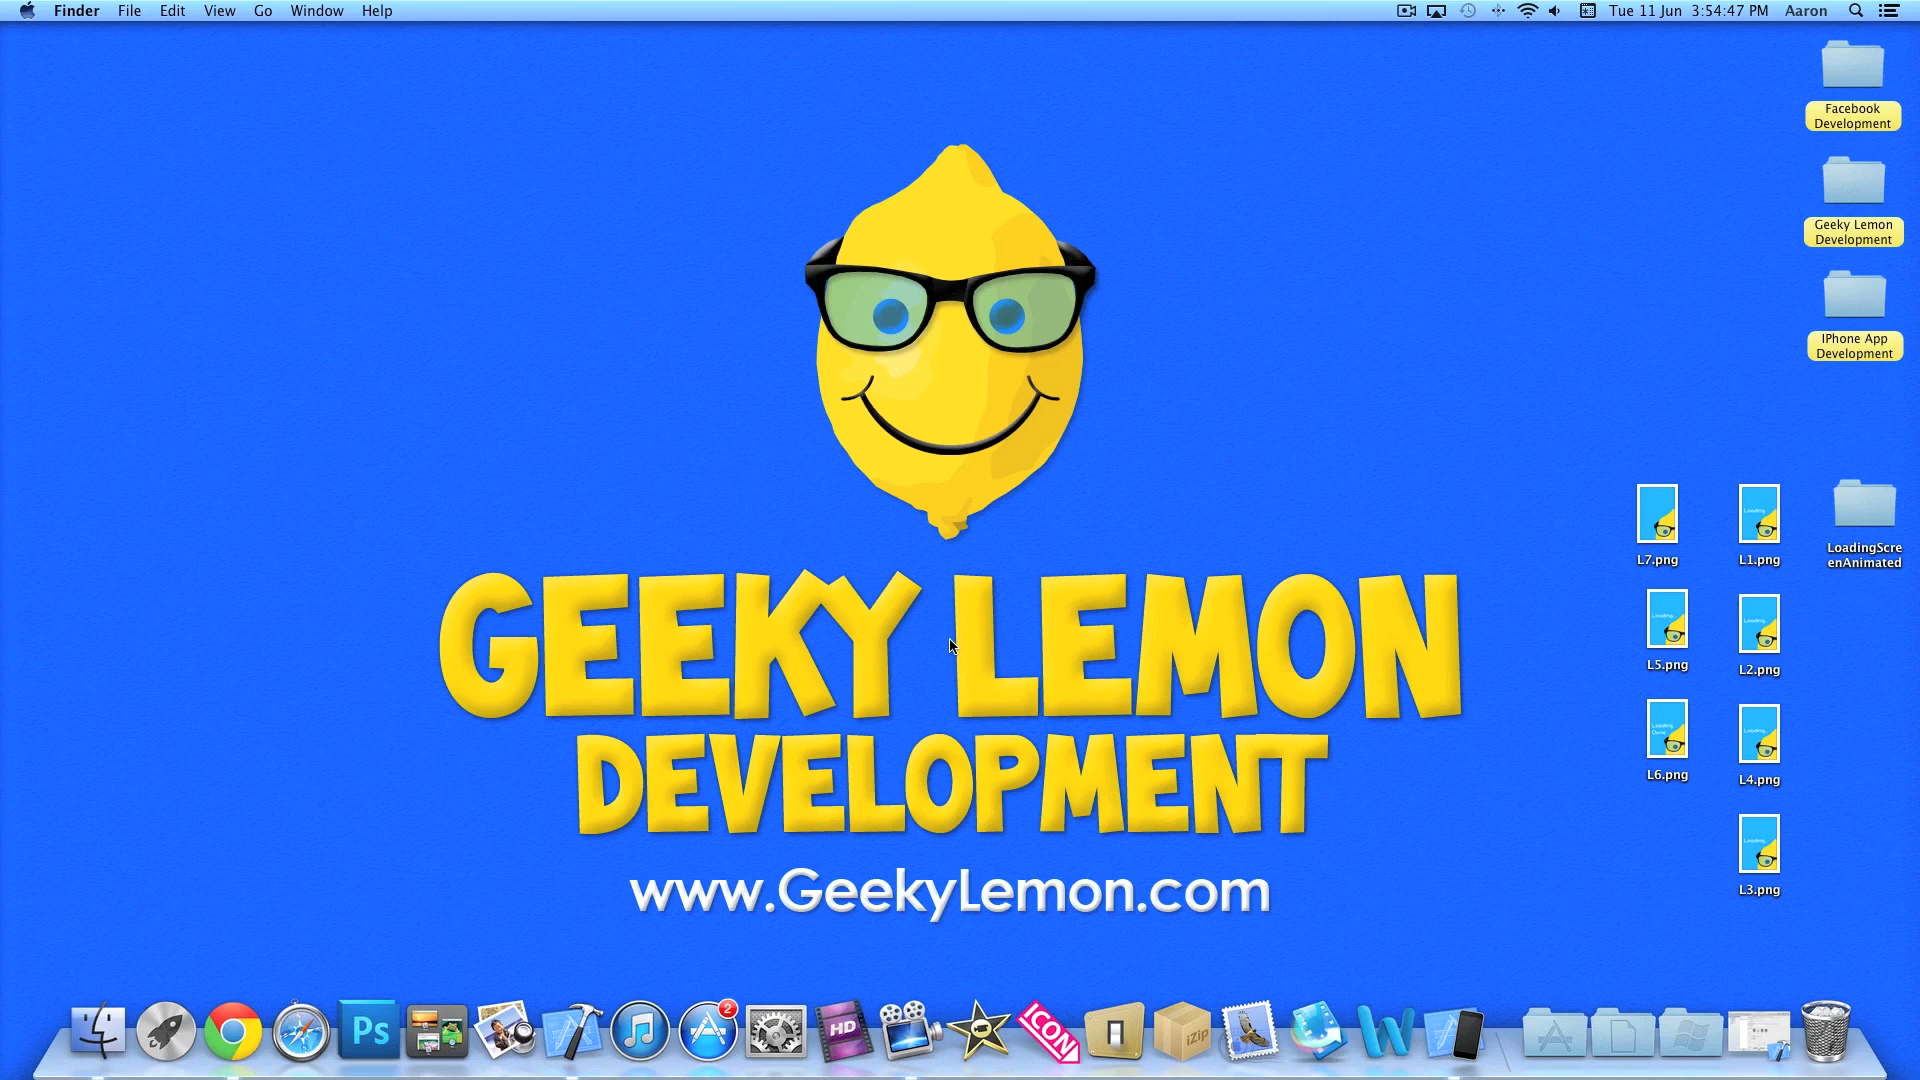 Finder File Edit View Go Window Help
Tue 11 Jun 3:54:47 PM Aaron
Facebook
Development
Geeky Lemon
Development
IPhone App
Development
L7.png
L1.png
LoadingScre
enAnimated
L5.png
L2.png
L6.png
L4.png
L3.png
GEEKY LEMON
DEVELOPMENT
www.GeekyLemon.com
Ps
2
HD
ICON
iZip
W